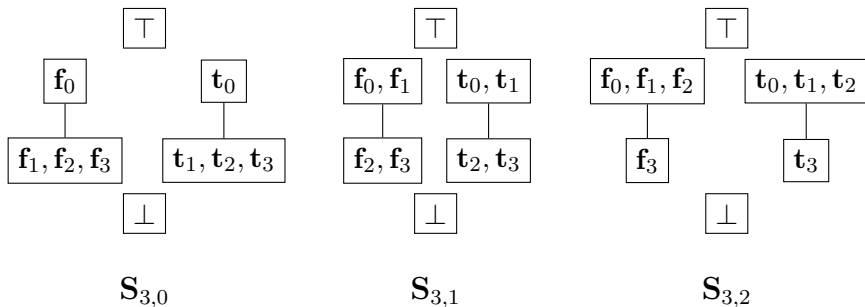 ⊤ ⊤ ⊤
𝐟₀ 𝐭₀ 𝐟₀, 𝐟₁ 𝐭₀, 𝐭₁ 𝐟₀, 𝐟₁, 𝐟₂ 𝐭₀, 𝐭₁, 𝐭₂
𝐟₁, 𝐟₂, 𝐟₃ 𝐭₁, 𝐭₂, 𝐭₃ 𝐟₂, 𝐟₃ 𝐭₂, 𝐭₃ 𝐟₃ 𝐭₃
⊥ ⊥ ⊥
𝐒₃,₀ 𝐒₃,₁ 𝐒₃,₂